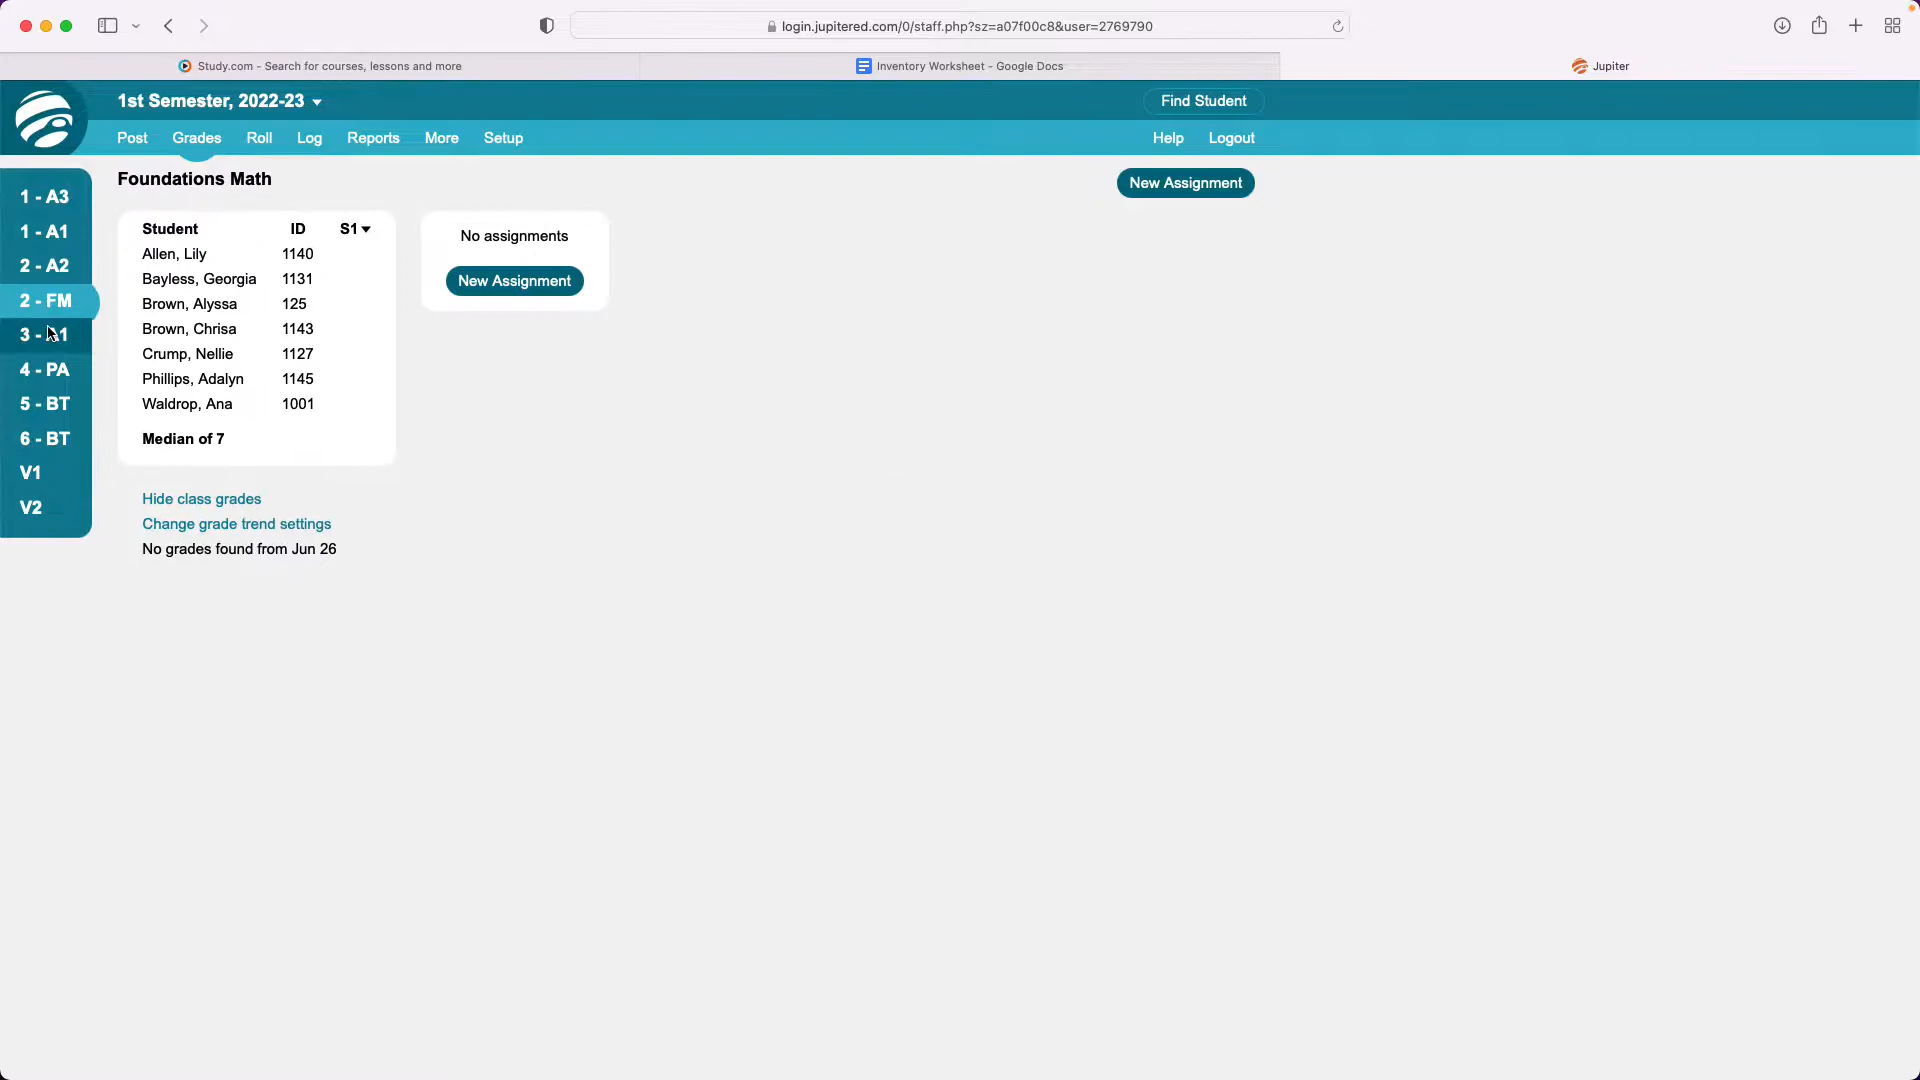 login.jupitered.com/0/staff.php?sz=a07f00c8&user=2769790
Study.com - Search for courses, lessons and more
Inventory Worksheet - Google Docs
Jupiter
1st Semester, 2022-23
Find Student
Post Grades Roll Log Reports More Setup
Help Logout
Foundations Math
New Assignment
1 - A3
1 - A1
2 - A2
2 - FM
3 - A1
4 - PA
5 - BT
6 - BT
V1
V2
Student ID S1
Allen, Lily 1140
Bayless, Georgia 1131
Brown, Alyssa 125
Brown, Chrisa 1143
Crump, Nellie 1127
Phillips, Adalyn 1145
Waldrop, Ana 1001
Median of 7
No assignments
New Assignment
Hide class grades
Change grade trend settings
No grades found from Jun 26